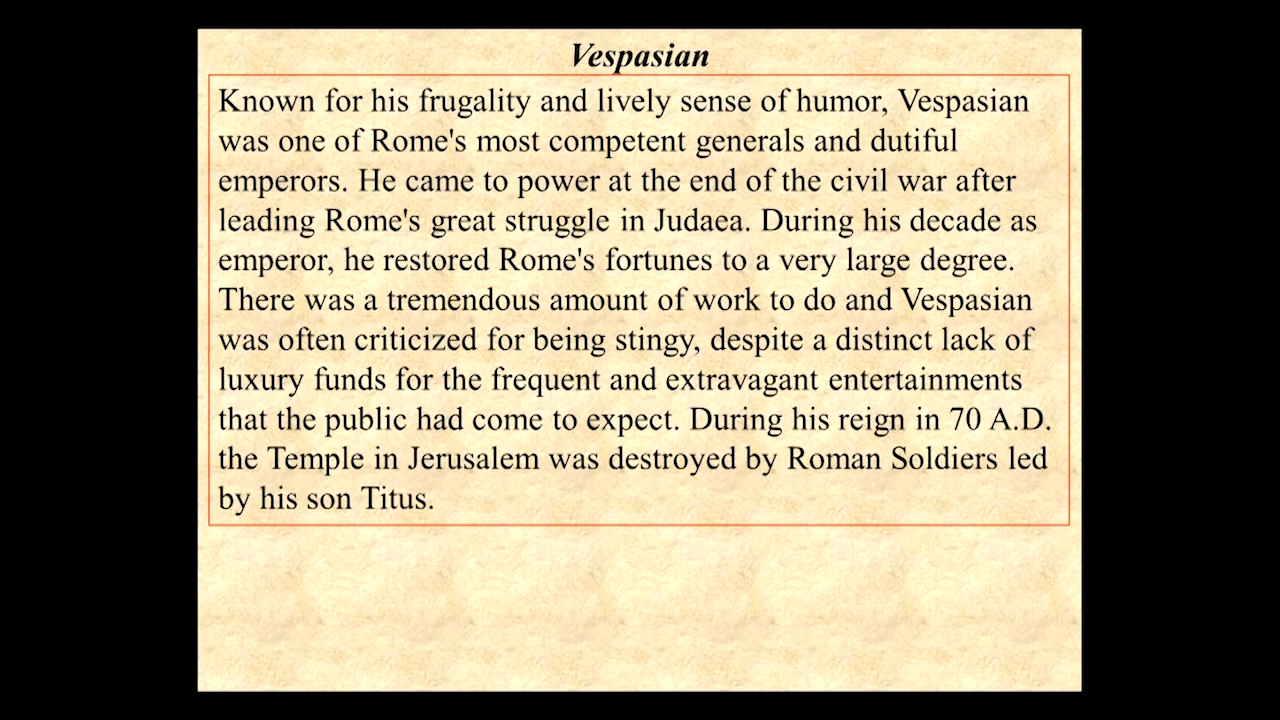 Vespasian
Known for his frugality and lively sense of humor, Vespasian
was one of Rome's most competent generals and dutiful
emperors. He came to power at the end of the civil war after
leading Rome's great struggle in Judaea. During his decade as
emperor, he restored Rome's fortunes to a very large degree.
There was a tremendous amount of work to do and Vespasian
was often criticized for being stingy, despite a distinct lack of
luxury funds for the frequent and extravagant entertainments
that the public had come to expect. During his reign in 70 A.D.
the Temple in Jerusalem was destroyed by Roman Soldiers led
by his son Titus.